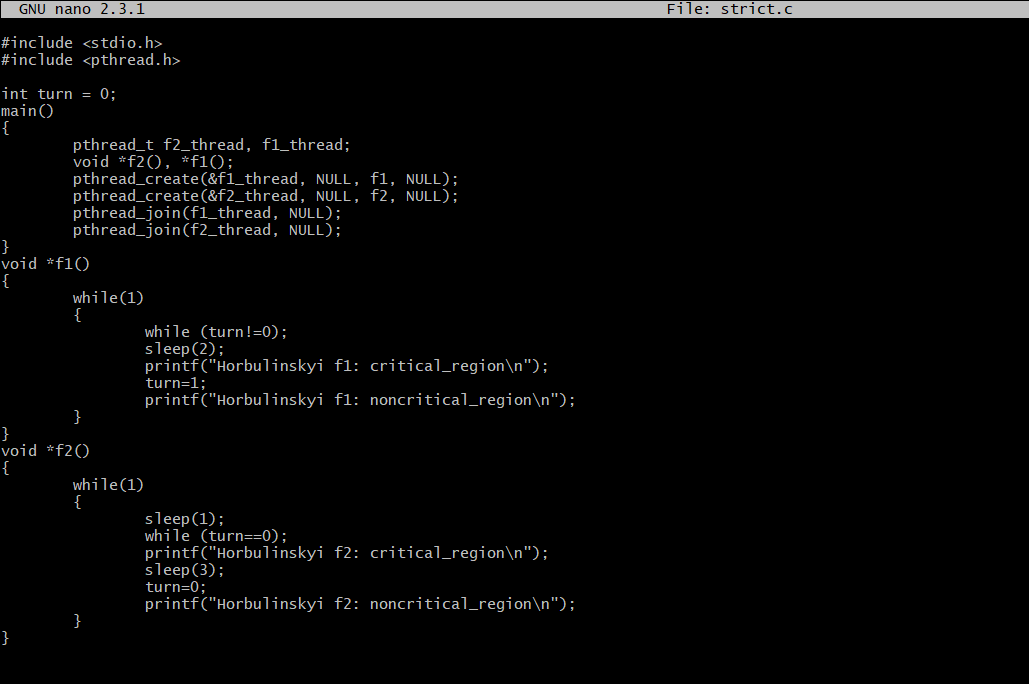 GNU nano 2.3.1 File: strict.c
#include <stdio.h>
#include <pthread.h>
int turn = 0;
main()
{
pthread_t f2_thread, f1_thread;
void *f2(), *f1();
pthread_create(&f1_thread, NULL, f1, NULL);
pthread_create(&f2_thread, NULL, f2, NULL);
pthread_join(f1_thread, NULL);
pthread_join(f2_thread, NULL);
}
void *f1()
{
while(1)
{
while (turn!=0);
sleep(2);
printf("Horbulinskyi f1: critical_region\n");
turn=1;
printf("Horbulinskyi f1: noncritical_region\n");
}
}
void *f2()
{
while(1)
{
sleep(1);
while (turn==0);
printf("Horbulinskyi f2: critical_region\n");
sleep(3);
turn=0;
printf("Horbulinskyi f2: noncritical_region\n");
}
}